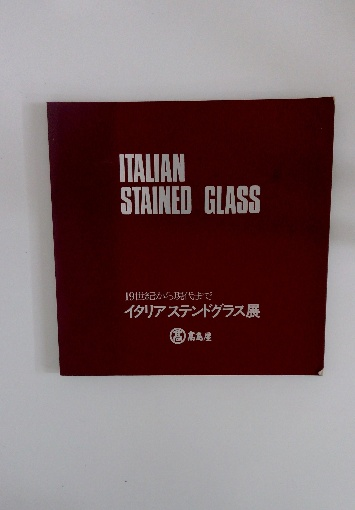 ITALIAN
STAINED GLASS
19世紀から現代まで
イタリア ステンドグラス展
髙 髙島屋